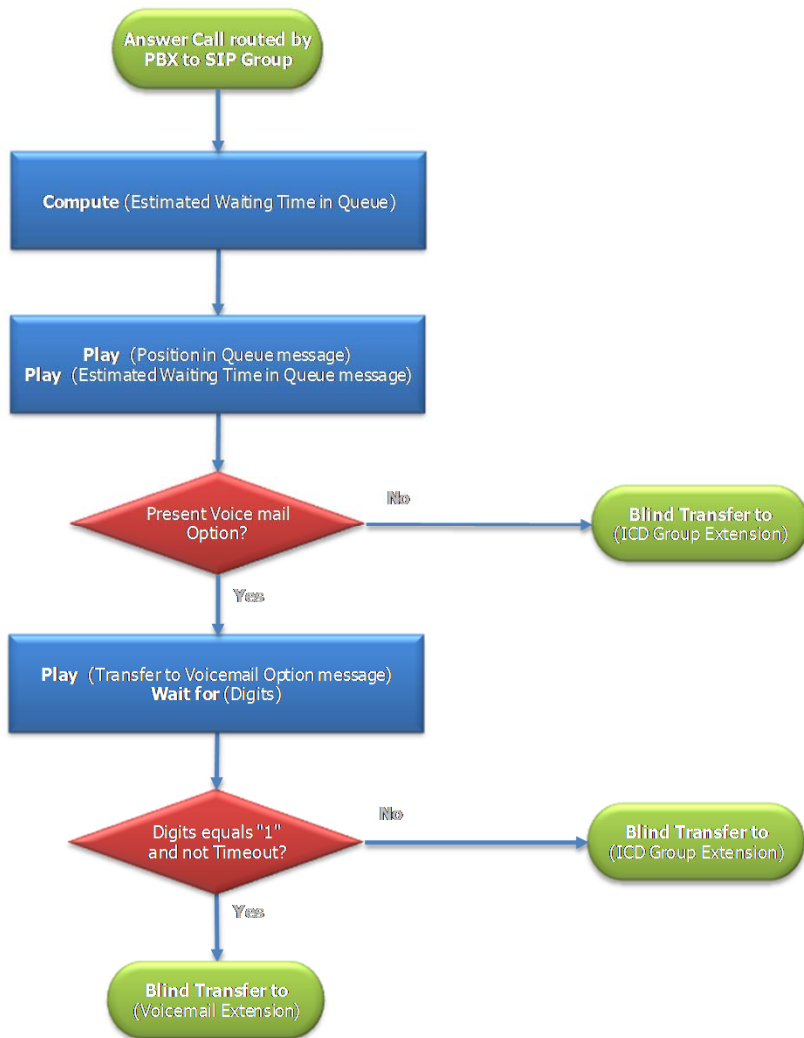 Answer Call routed by
PBX to SIP Group
Compute (Estimated Waiting Time in Queue)
Play (Position in Queue message)
Play (Estimated Waiting Time in Queue message)
Present Voice mail
Option?
No
Blind Transfer to
(ICD Group Extension)
Yes
Play (Transfer to Voicemail Option message)
Wait for (Digits)
Digits equals "1"
and not Timeout?
No
Blind Transfer to
(ICD Group Extension)
Yes
Blind Transfer to
(Voicemail Extension)